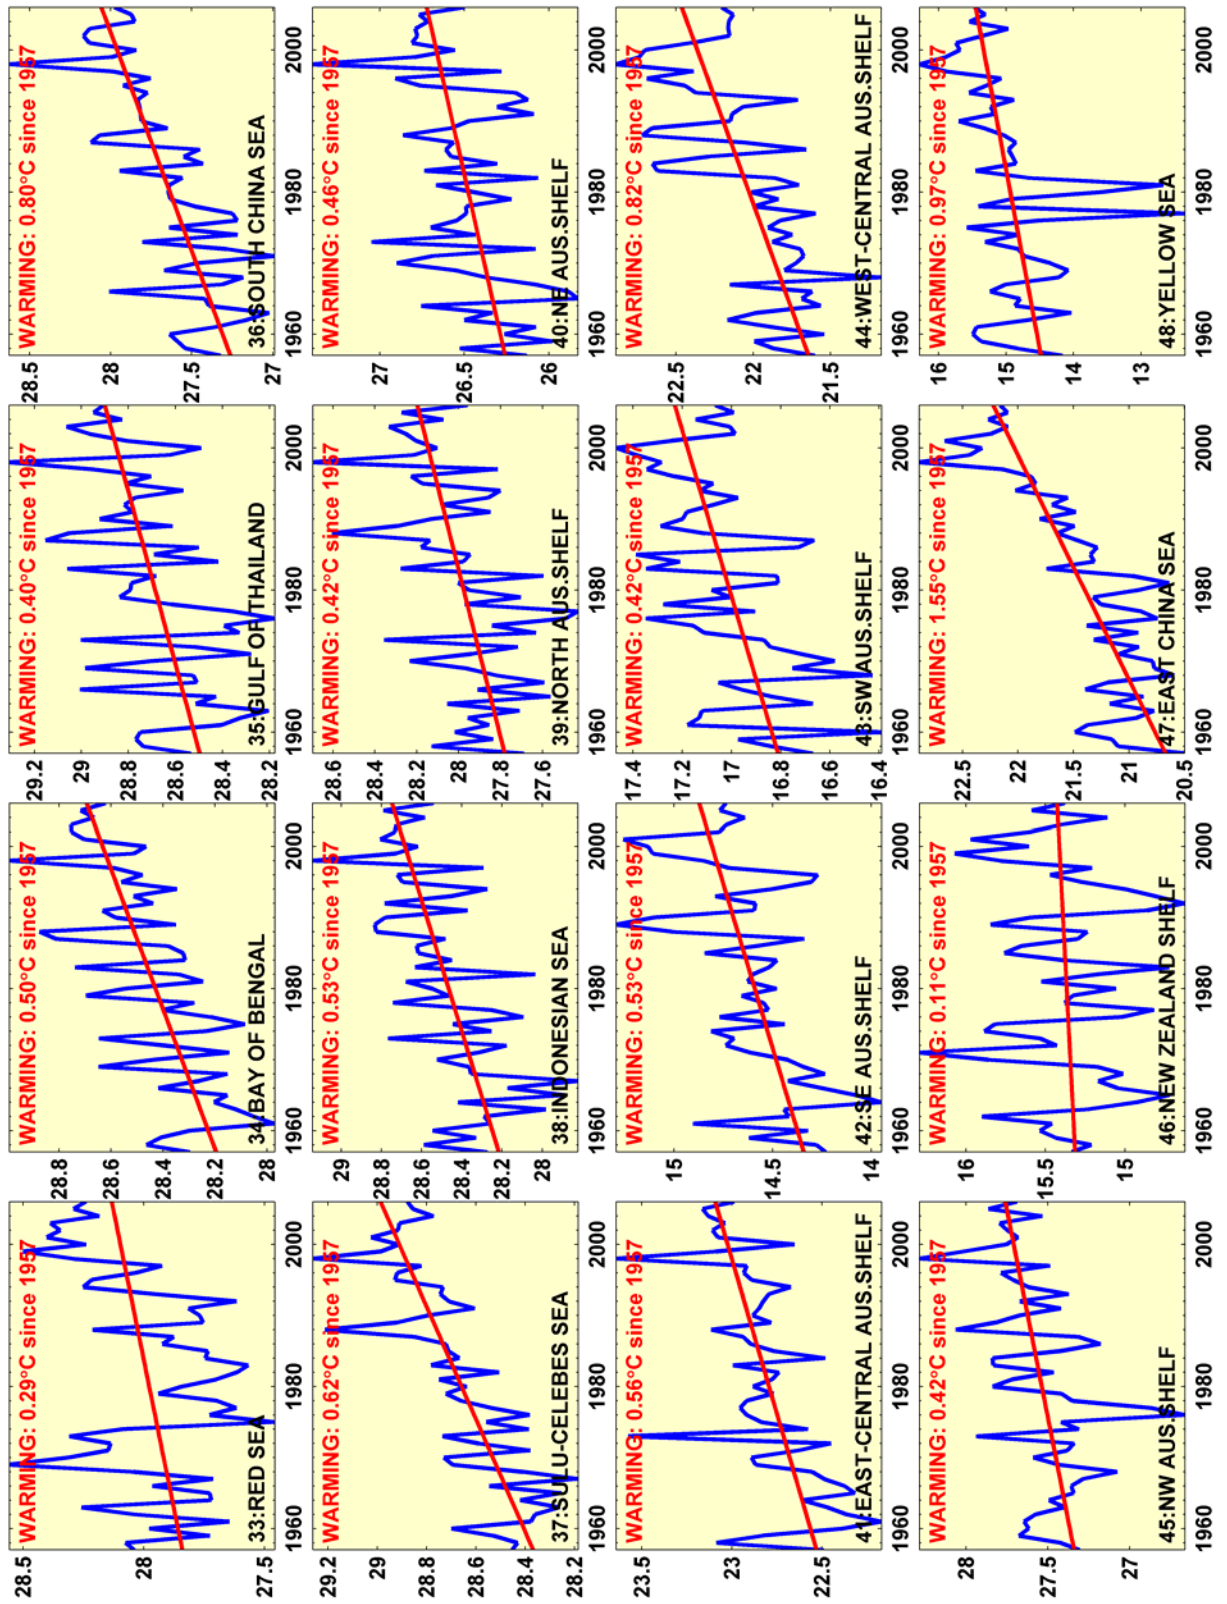 WARMING: 0.29°C since 1957
28.5
28
27.5
33:RED SEA
1960 1980 2000
WARMING: 0.50°C since 1957
28.8
28.6
28.4
28.2
28
34:BAY OF BENGAL
1960 1980 2000
WARMING: 0.40°C since 1957
29.2
29
28.8
28.6
28.4
28.2
35:GULF OF THAILAND
1960 1980 2000
WARMING: 0.80°C since 1957
28.5
28
27.5
27
36:SOUTH CHINA SEA
1960 1980 2000
WARMING: 0.62°C since 1957
29.2
29
28.8
28.6
28.4
28.2
37:SULU-CELEBES SEA
1960 1980 2000
WARMING: 0.53°C since 1957
29
28.8
28.6
28.4
28.2
28
38:INDONESIAN SEA
1960 1980 2000
WARMING: 0.42°C since 1957
28.6
28.4
28.2
28
27.8
27.6
39:NORTH AUS.SHELF
1960 1980 2000
WARMING: 0.46°C since 1957
27
26.5
26
40:NE AUS.SHELF
1960 1980 2000
WARMING: 0.56°C since 1957
23.5
23
22.5
41:EAST-CENTRAL AUS.SHELF
1960 1980 2000
WARMING: 0.53°C since 1957
15
14.5
14
42:SE AUS.SHELF
1960 1980 2000
WARMING: 0.42°C since 1957
17.4
17.2
17
16.8
16.6
16.4
43:SW AUS.SHELF
1960 1980 2000
WARMING: 0.82°C since 1957
22.5
22
21.5
44:WEST-CENTRAL AUS.SHELF
1960 1980 2000
WARMING: 0.42°C since 1957
28
27.5
27
45:NW AUS.SHELF
1960 1980 2000
WARMING: 0.11°C since 1957
16
15.5
15
46:NEW ZEALAND SHELF
1960 1980 2000
WARMING: 1.55°C since 1957
22.5
22
21.5
21
20.5
47:EAST CHINA SEA
1960 1980 2000
WARMING: 0.97°C since 1957
16
15
14
13
48:YELLOW SEA
1960 1980 2000